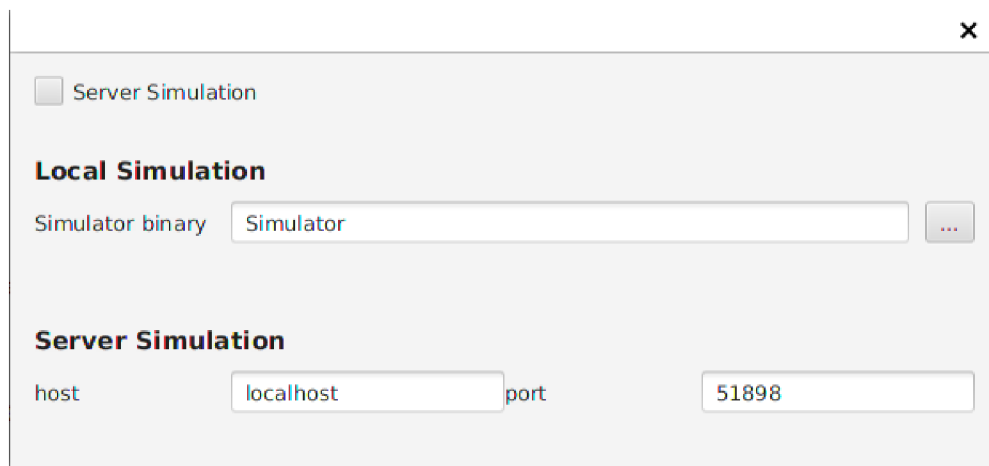 Server Simulation
Local Simulation
Simulator binary Simulator ...
Server Simulation
host localhost port 51898